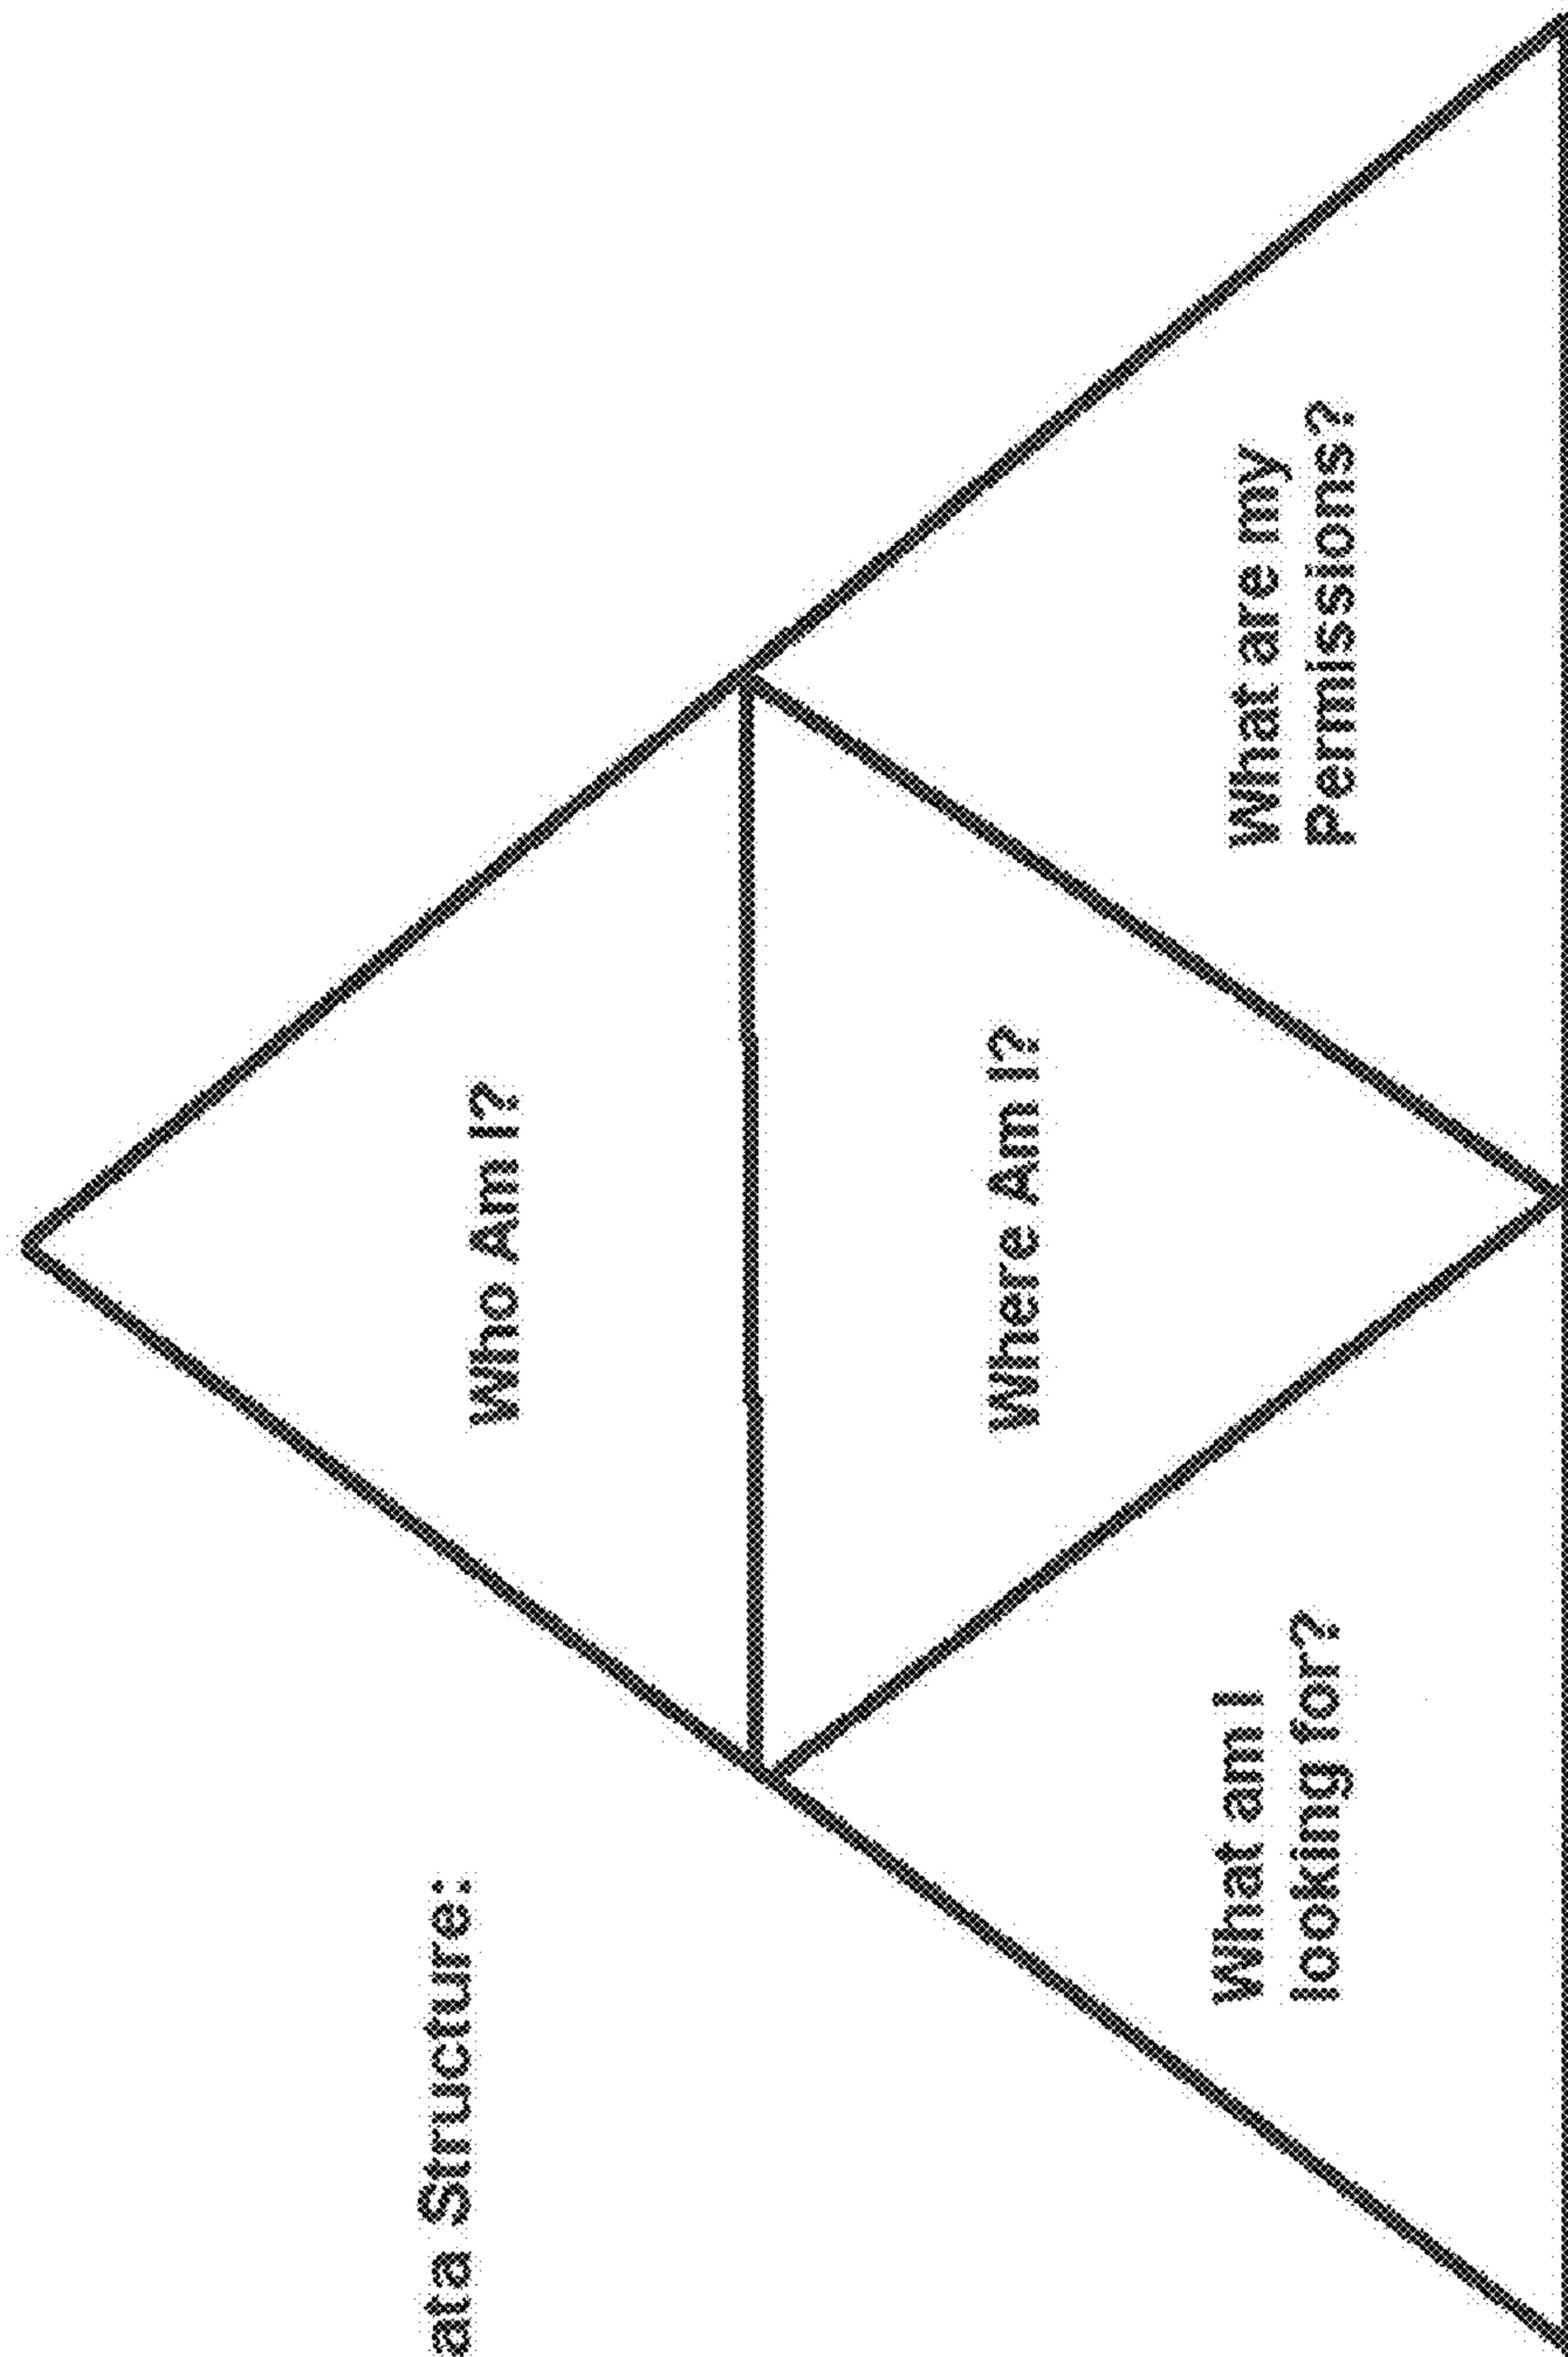 ata Structure:
Who Am I?
Where Am I?
What am I
looking for?
What are my
Permissions?